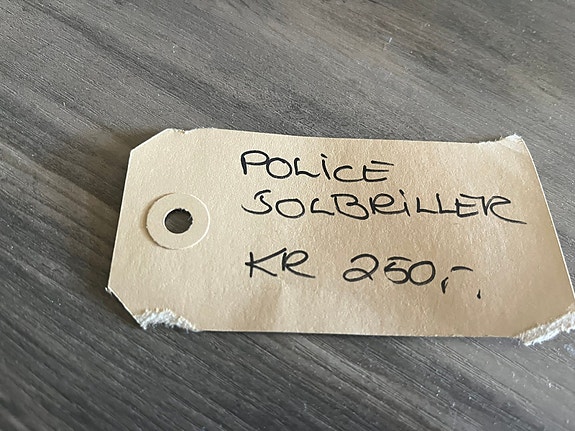 POLICE
SOLBRILLER
KR 250,-.